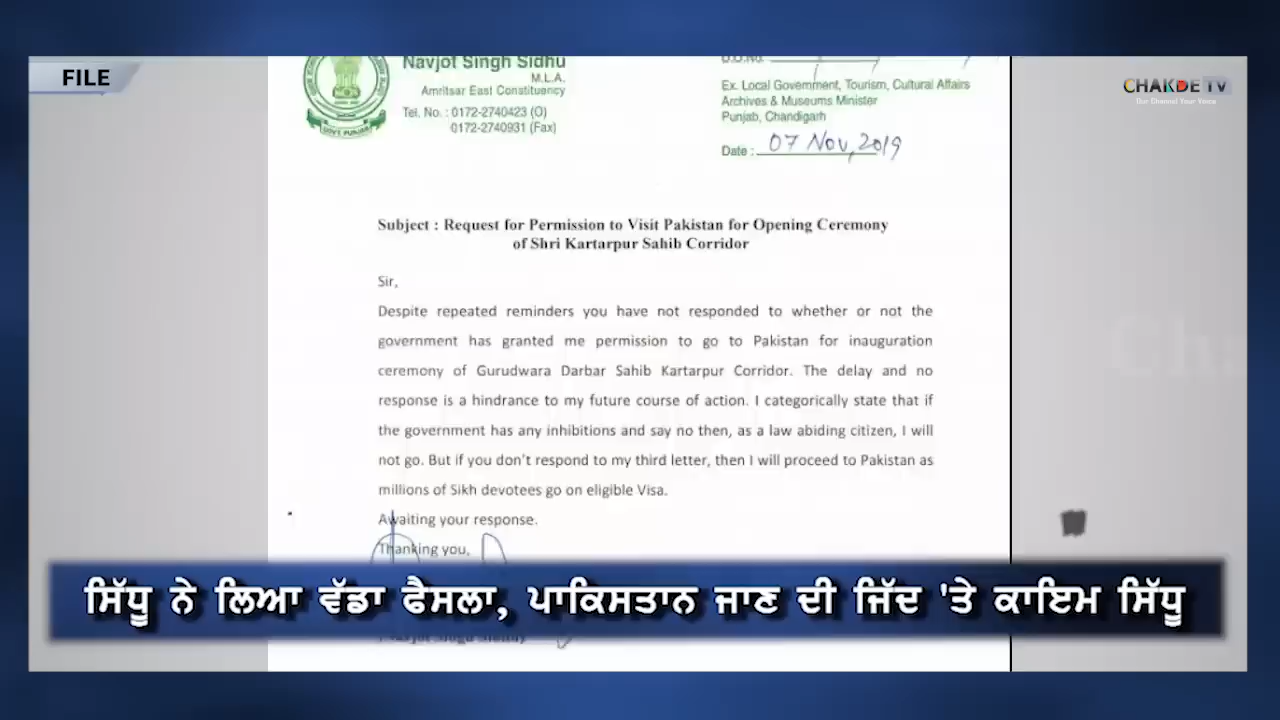 FILE
CHAKDE TV
Our Channel Your Voice
Navjot Singh Sidhu
M.L.A.
Amritsar East Constituency
Tel. No. : 0172-2740423 (O)
0172-2740931 (Fax)
GOVT. PUNJAB
D.O.No.
Ex. Local Government, Tourism, Cultural Affairs
Archives & Museums Minister
Punjab, Chandigarh
Date : 07 Nov, 2019
Subject : Request for Permission to Visit Pakistan for Opening Ceremony
of Shri Kartarpur Sahib Corridor
Sir,
Despite repeated reminders you have not responded to whether or not the
government has granted me permission to go to Pakistan for inauguration
ceremony of Gurudwara Darbar Sahib Kartarpur Corridor. The delay and no
response is a hindrance to my future course of action. I categorically state that if
the government has any inhibitions and say no then, as a law abiding citizen, I will
not go. But if you don't respond to my third letter, then I will proceed to Pakistan as
millions of Sikh devotees go on eligible Visa.
Awaiting your response.
Thanking you,
ਸਿੱਧੂ ਨੇ ਲਿਆ ਵੱਡਾ ਫੈਸਲਾ, ਪਾਕਿਸਤਾਨ ਜਾਣ ਦੀ ਜਿੱਦ 'ਤੇ ਕਾਇਮ ਸਿੱਧੂ